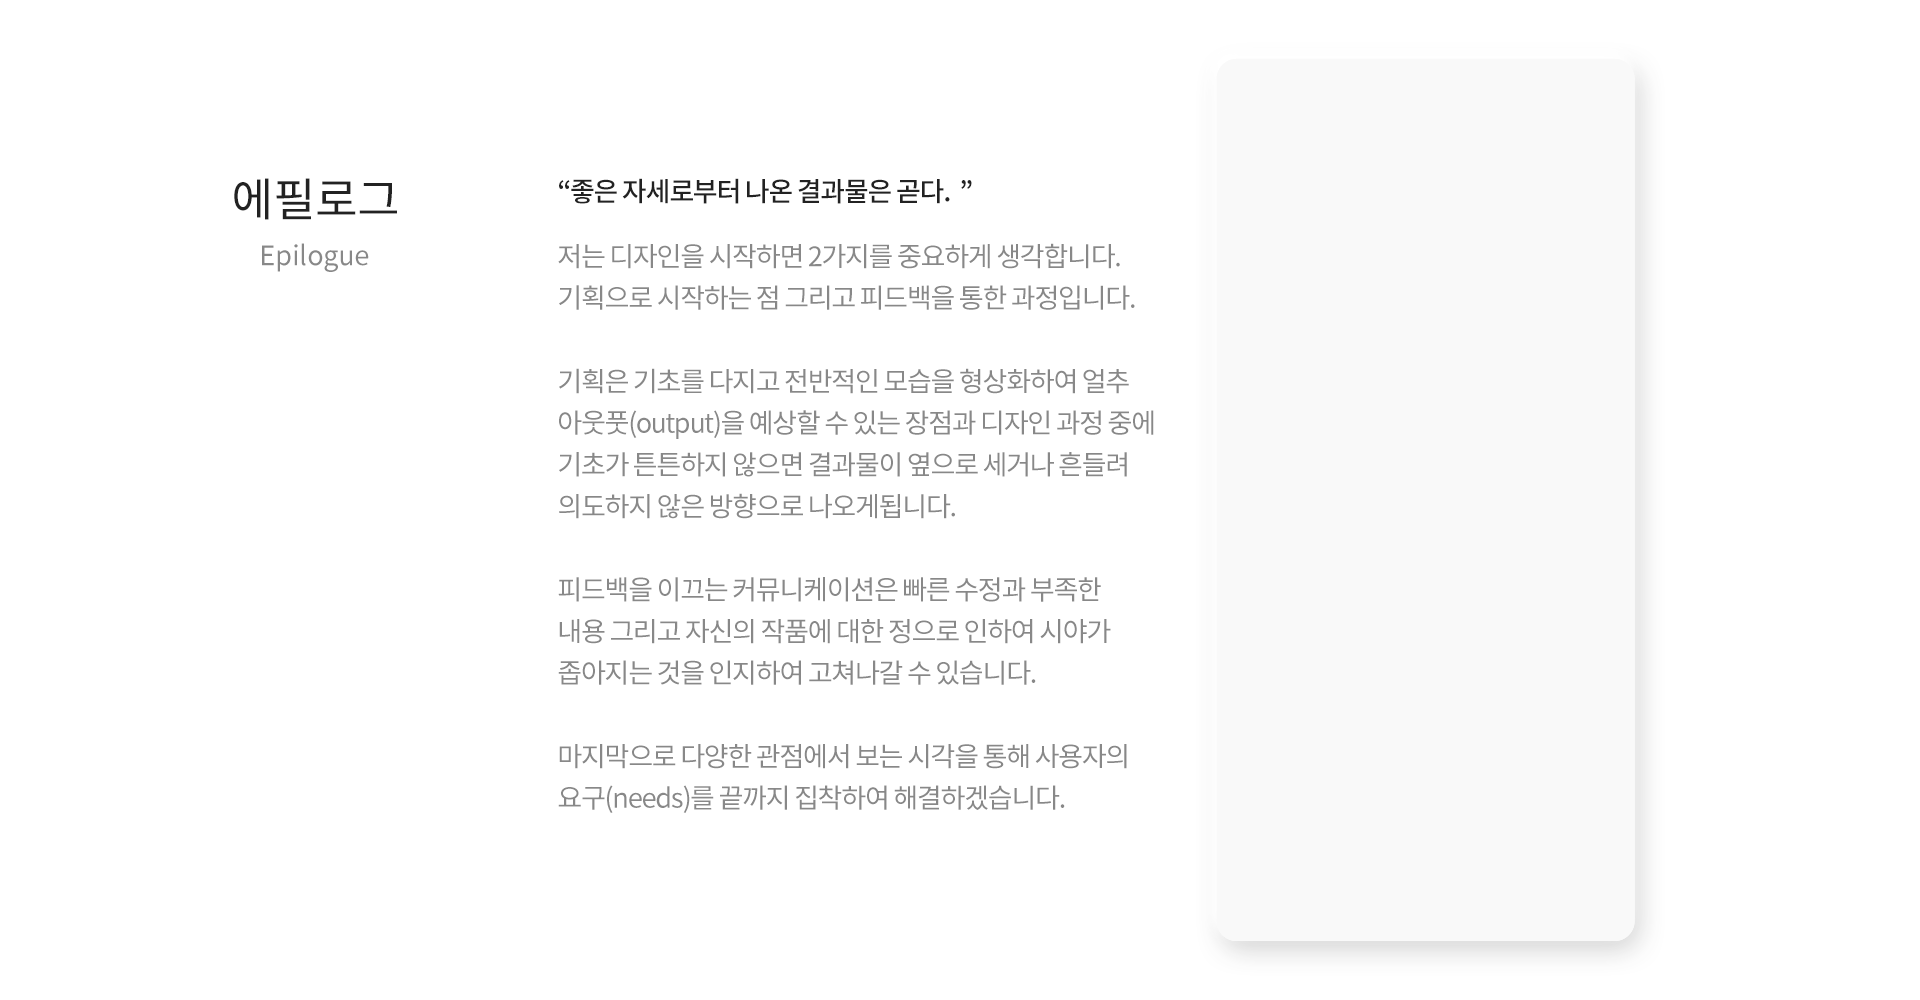 에필로그
Epilogue
“좋은 자세로부터 나온 결과물은 곧다. ”
저는 디자인을 시작하면 2가지를 중요하게 생각합니다.
기획으로 시작하는 점 그리고 피드백을 통한 과정입니다.
기획은 기초를 다지고 전반적인 모습을 형상화하여 얼추
아웃풋(output)을 예상할 수 있는 장점과 디자인 과정 중에
기초가 튼튼하지 않으면 결과물이 옆으로 세거나 흔들려
의도하지 않은 방향으로 나오게됩니다.
피드백을 이끄는 커뮤니케이션은 빠른 수정과 부족한
내용 그리고 자신의 작품에 대한 정으로 인하여 시야가
좁아지는 것을 인지하여 고쳐나갈 수 있습니다.
마지막으로 다양한 관점에서 보는 시각을 통해 사용자의
요구(needs)를 끝까지 집착하여 해결하겠습니다.